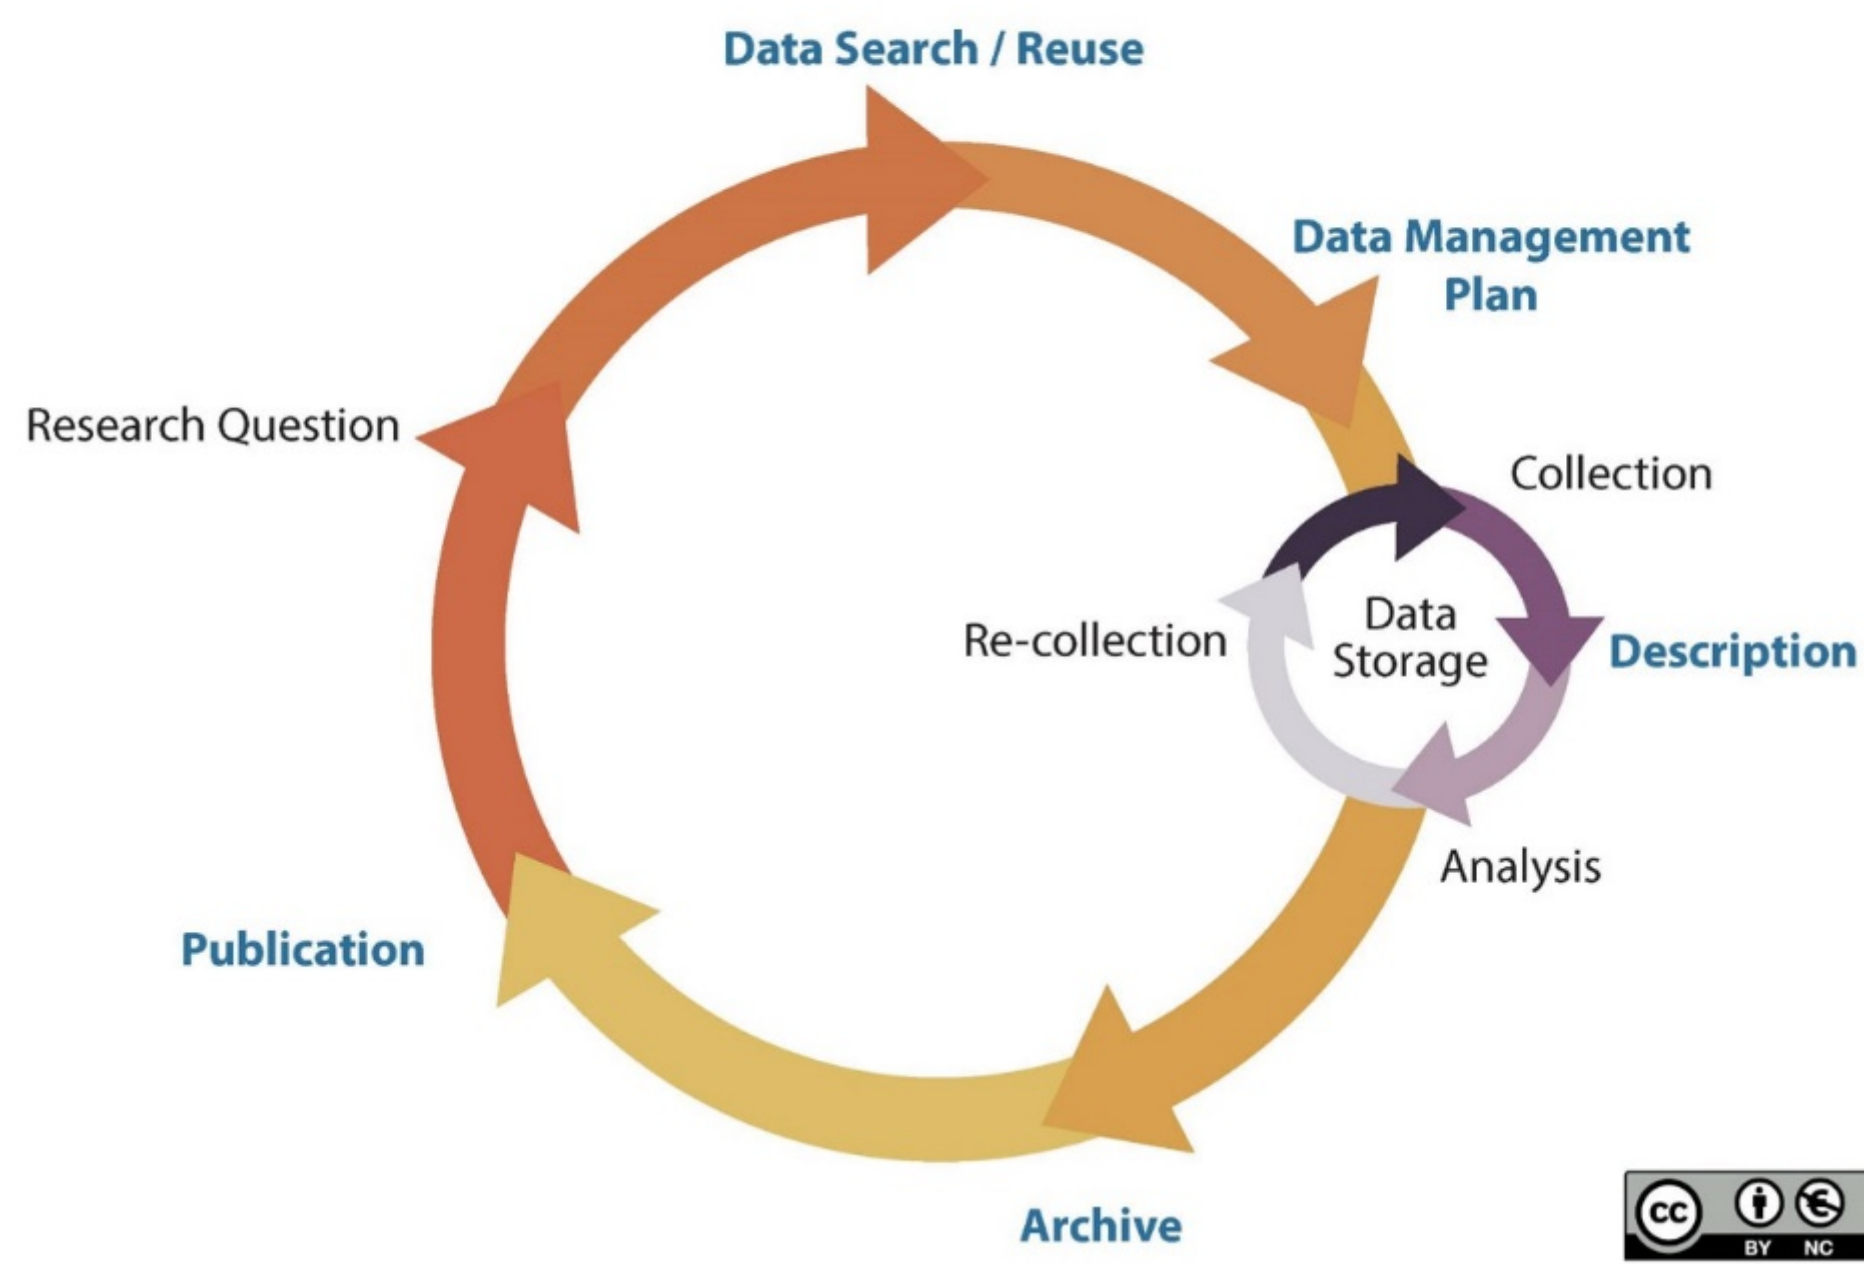 Data Search / Reuse
Data Management
Plan
Research Question
Collection
Data
Storage
Re-collection
Description
Analysis
Publication
Archive
cc
BY NC